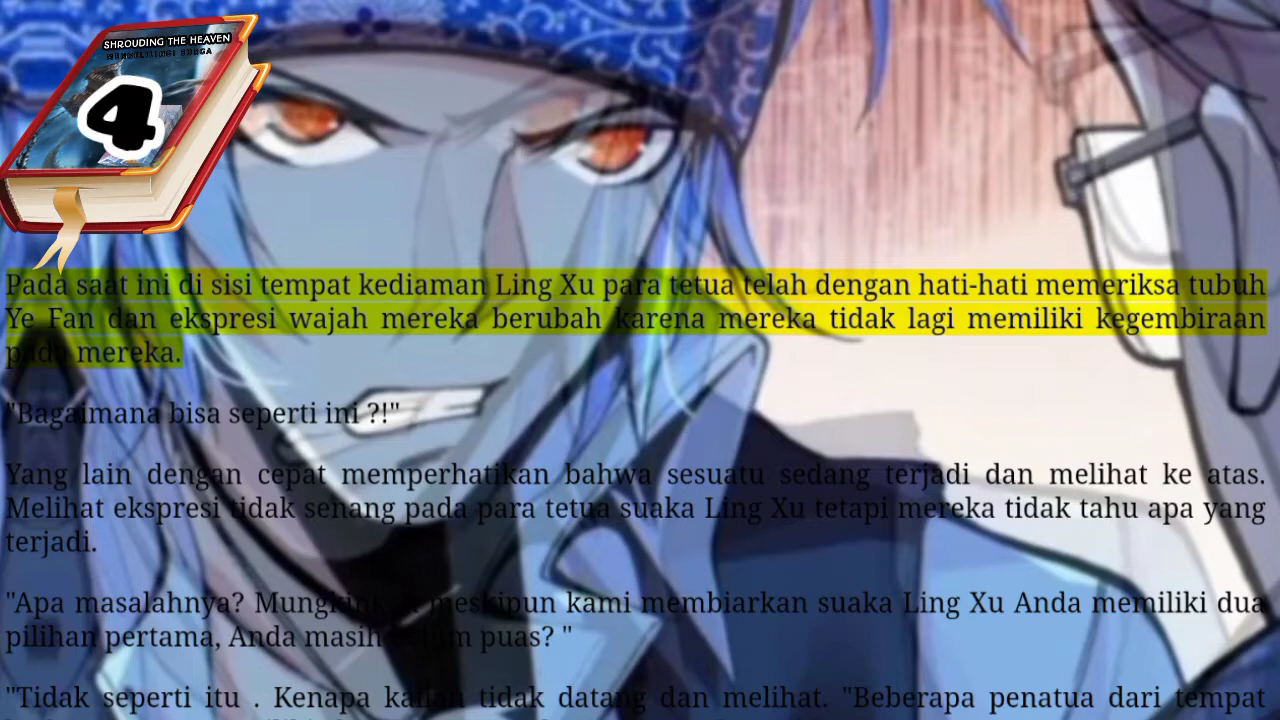 SHROUDING THE HEAVEN
4
Pada saat ini di sisi tempat kediaman Ling Xu para tetua telah dengan hati-hati memeriksa tubuh
Ye Fan dan ekspresi wajah mereka berubah karena mereka tidak lagi memiliki kegembiraan
pada mereka.
"Bagaimana bisa seperti ini ?!"
Yang lain dengan cepat memperhatikan bahwa sesuatu sedang terjadi dan melihat ke atas.
Melihat ekspresi tidak senang pada para tetua suaka Ling Xu tetapi mereka tidak tahu apa yang
terjadi.
"Apa masalahnya? meskipun kami membiarkan suaka Ling Xu Anda memiliki dua
pilihan pertama, Anda masih puas? "
"Tidak seperti itu . Kenapa kalian tidak datang dan melihat. "Beberapa penatua dari tempat